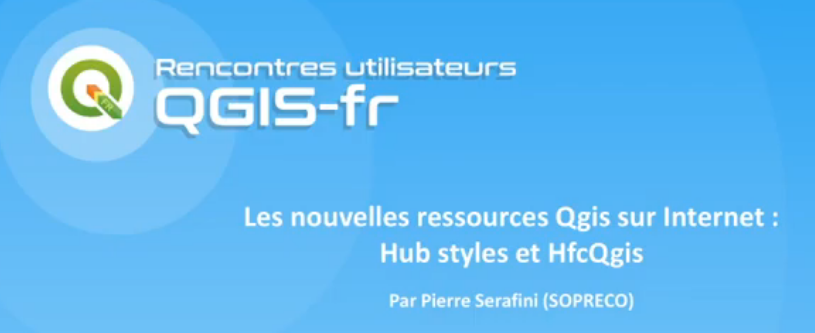 FR
Rencontres utilisateurs
QGIS-fr
Les nouvelles ressources Qgis sur Internet :
Hub styles et HfcQgis
Par Pierre Serafini (SOPRECO)